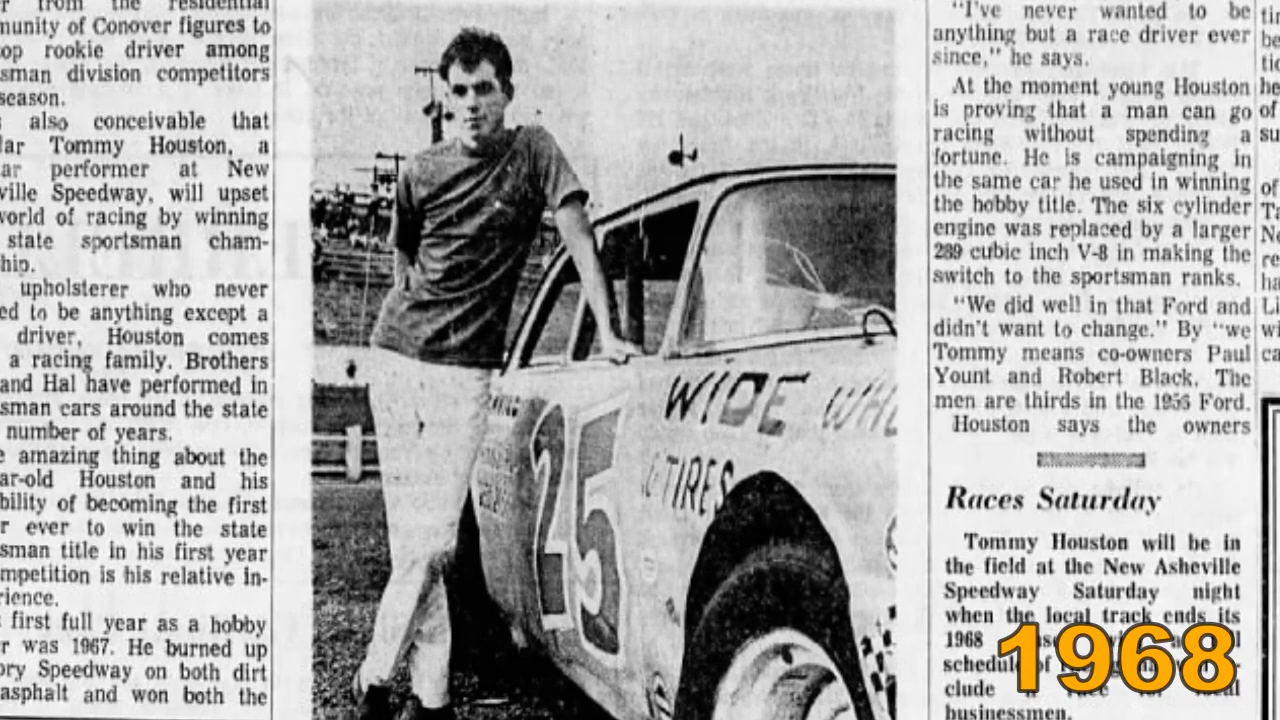 from the residential
munity of Conover figures to
op rookie driver among
sman division competitors
season.
also conceivable that
lar Tommy Houston, a
ar performer at New
ville Speedway, will upset
world of racing by winning
state sportsman cham-
hip.
upholsterer who never
ed to be anything except a
driver, Houston comes
a racing family. Brothers
and Hal have performed in
sman cars around the state
number of years.
e amazing thing about the
ar-old Houston and his
bility of becoming the first
r ever to win the state
sman title in his first year
mpetition is his relative in-
rience.
first full year as a hobby
r was 1967. He burned up
ory Speedway on both dirt
asphalt and won both the
WIDE
TIRES
25
"I've never wanted to be
anything but a race driver ever
since," he says.
At the moment young Houston
is proving that a man can go
racing without spending a
fortune. He is campaigning in
the same car he used in winning
the hobby title. The six cylinder
engine was replaced by a larger
289 cubic inch V-8 in making the
switch to the sportsman ranks.
"We did well in that Ford and
didn't want to change." By "we
Tommy means co-owners Paul
Yount and Robert Black. The
men are thirds in the 1956 Ford.
Houston says the owners
Races Saturday
Tommy Houston will be in
the field at the New Asheville
Speedway Saturday night
when the local track ends its
1968
schedul of
clude
businessmen.
1968